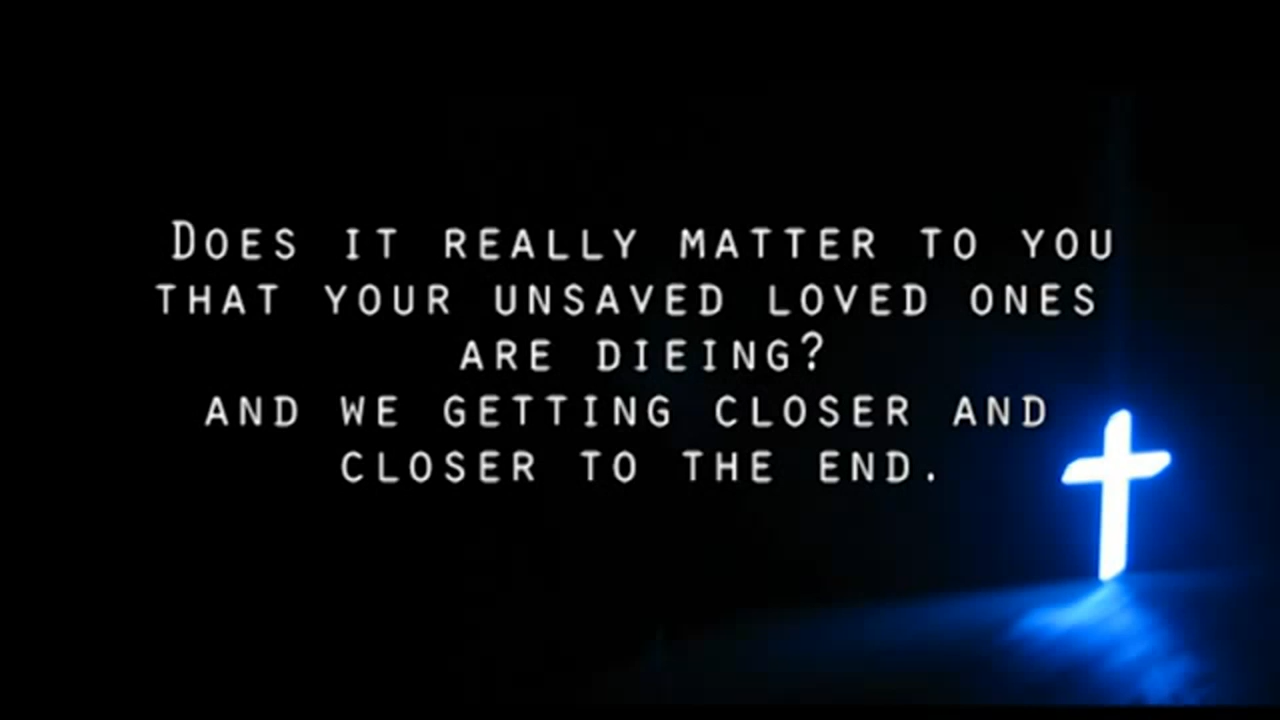 Does it really matter to you
that your unsaved loved ones
are dieing?
and we getting closer and
closer to the end.